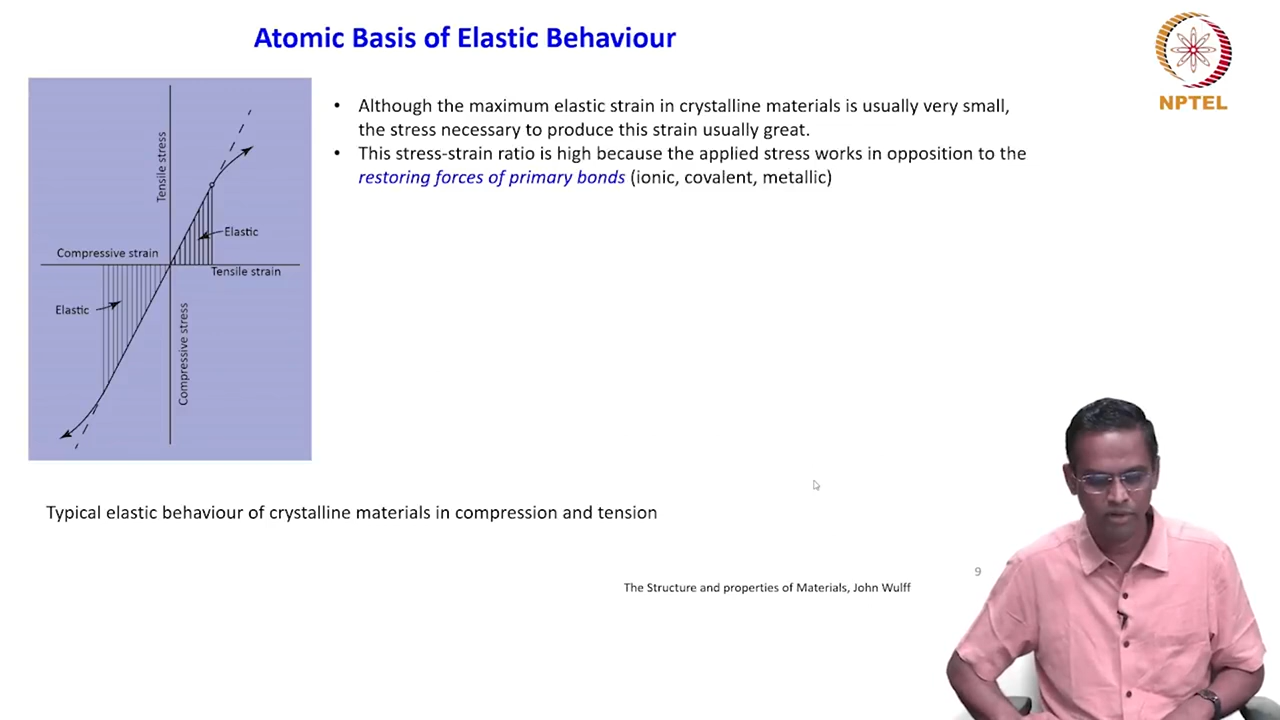 Atomic Basis of Elastic Behaviour
NPTEL
• Although the maximum elastic strain in crystalline materials is usually very small,
the stress necessary to produce this strain usually great.
• This stress-strain ratio is high because the applied stress works in opposition to the
restoring forces of primary bonds (ionic, covalent, metallic)
Tensile stress
Elastic
Compressive strain
Tensile strain
Elastic
Compressive stress
Typical elastic behaviour of crystalline materials in compression and tension
9
The Structure and properties of Materials, John Wulff